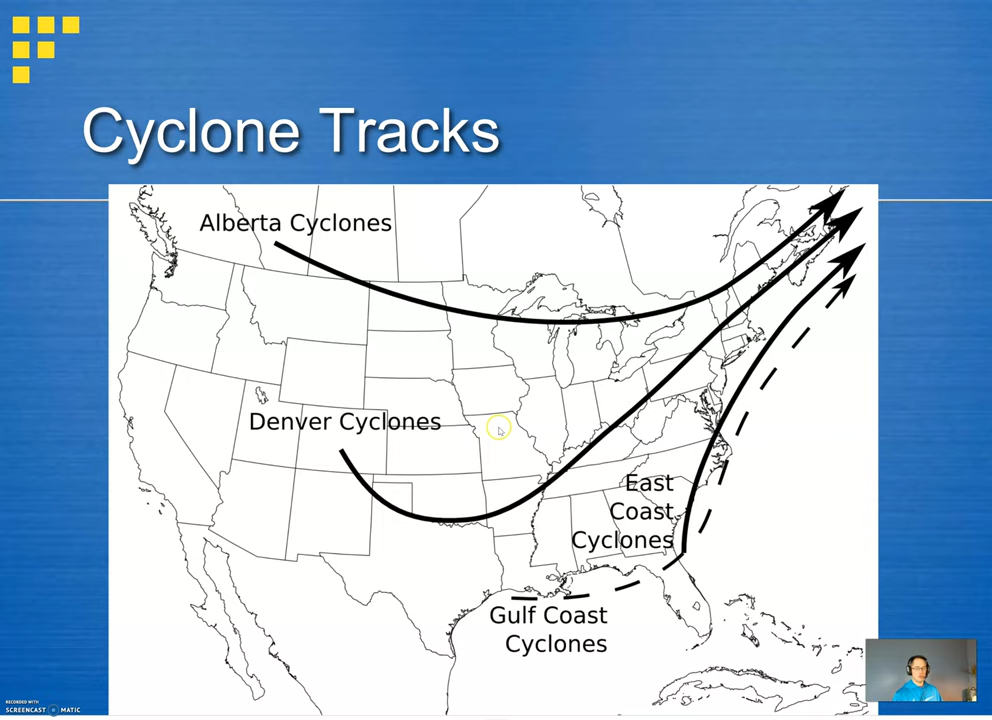 Cyclone Tracks
Alberta Cyclones
Denver Cyclones
East
Coast
Cyclones
Gulf Coast
Cyclones
RECORDED WITH
SCREENCAST MATIC